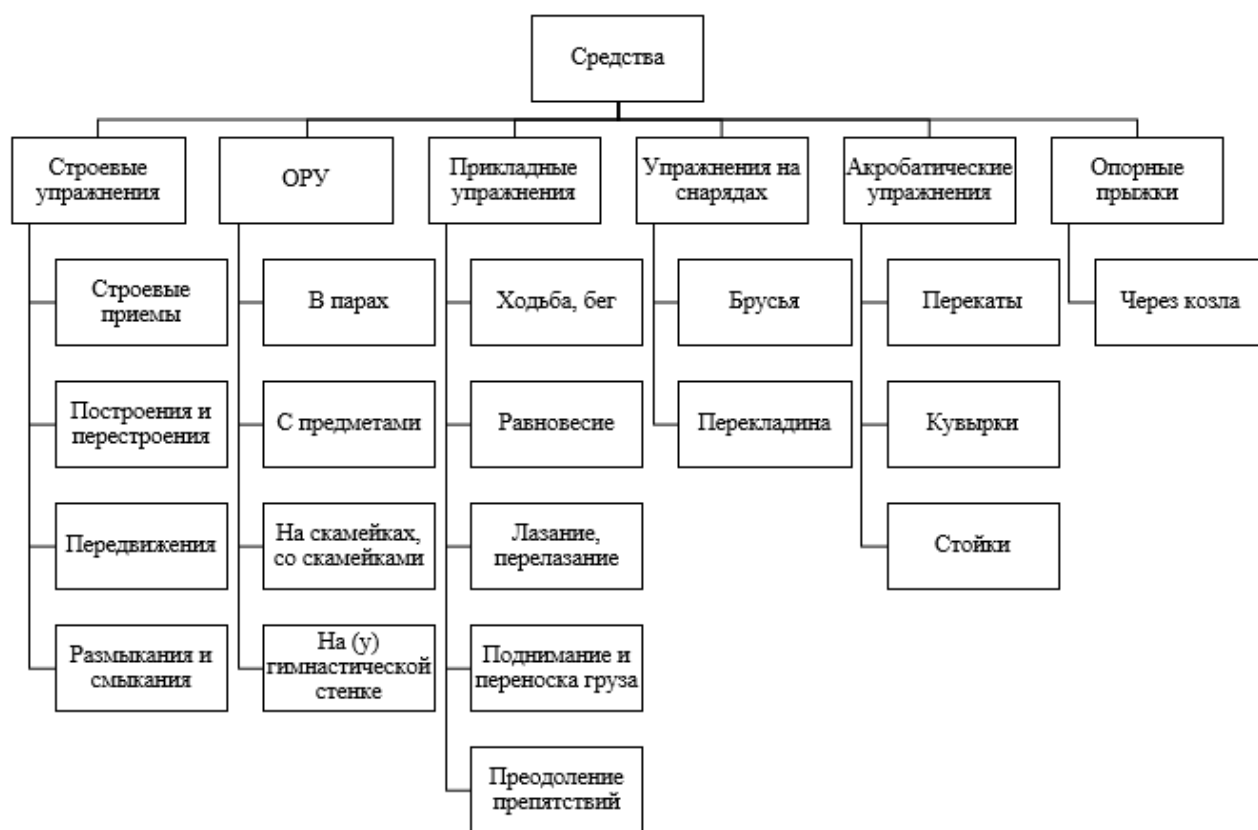 Средства
Строевые
упражнения
ОРУ
Прикладные
упражнения
Упражнения на
снарядах
Акробатические
упражнения
Опорные
прыжки
Строевые
приемы
В парах
Ходьба, бег
Брусья
Перекаты
Через козла
Построения и
перестроения
С предметами
Равновесие
Перекладина
Кувырки
Передвижения
На скамейках,
со скамейками
Лазание,
перелазание
Стойки
Размыкания и
смыкания
На (у)
гимнастической
стенке
Поднимание и
переноска груза
Преодоление
препятствий